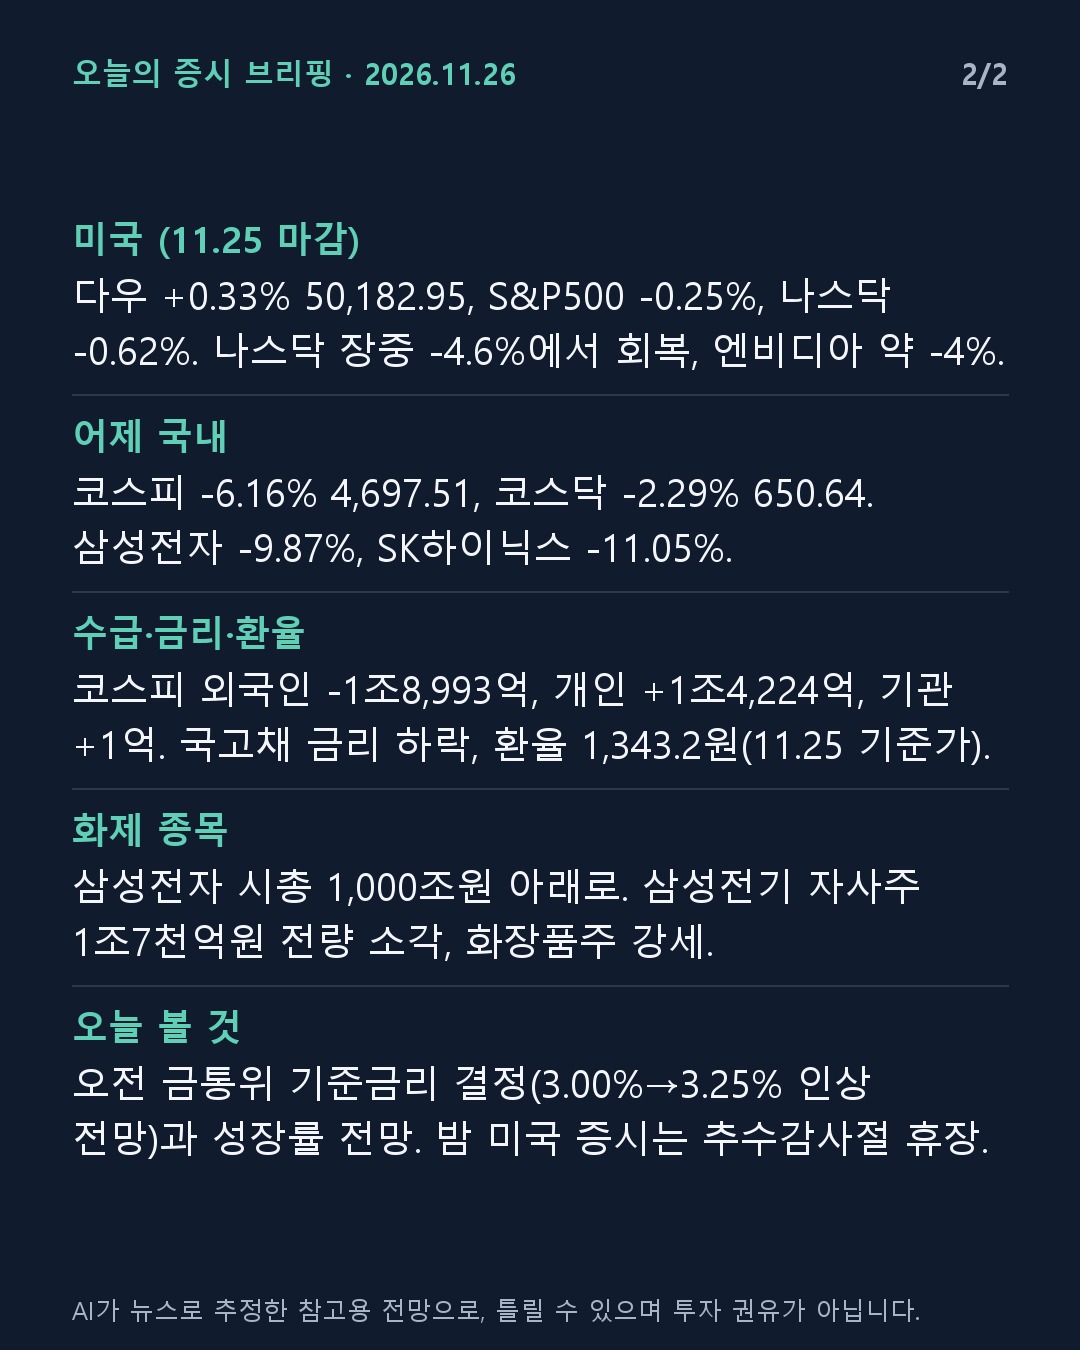 오늘의 증시 브리핑 · 2026.11.26
2/2
미국 (11.25 마감)
다우 +0.33% 50,182.95, S&P500 -0.25%, 나스닥
-0.62%. 나스닥 장중 -4.6%에서 회복, 엔비디아 약 -4%.
어제 국내
코스피 -6.16% 4,697.51, 코스닥 -2.29% 650.64.
삼성전자 -9.87%, SK하이닉스 -11.05%.
수급·금리·환율
코스피 외국인 -1조8,993억, 개인 +1조4,224억, 기관
+1억. 국고채 금리 하락, 환율 1,343.2원(11.25 기준가).
화제 종목
삼성전자 시총 1,000조원 아래로. 삼성전기 자사주
1조7천억원 전량 소각, 화장품주 강세.
오늘 볼 것
오전 금통위 기준금리 결정(3.00%→3.25% 인상
전망)과 성장률 전망. 밤 미국 증시는 추수감사절 휴장.
AI가 뉴스로 추정한 참고용 전망으로, 틀릴 수 있으며 투자 권유가 아닙니다.